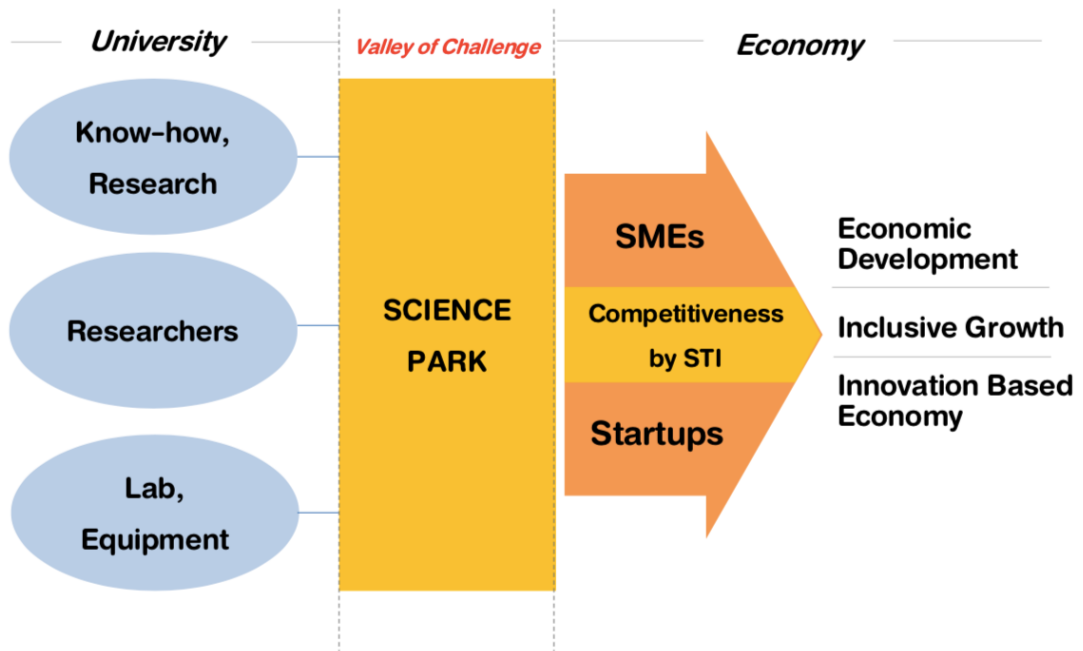 University
Valley of Challenge
Economy
Know-how,
Research
Researchers
Lab,
Equipment
SCIENCE
PARK
SMEs
Competitiveness
by STI
Startups
Economic
Development
Inclusive Growth
Innovation Based
Economy